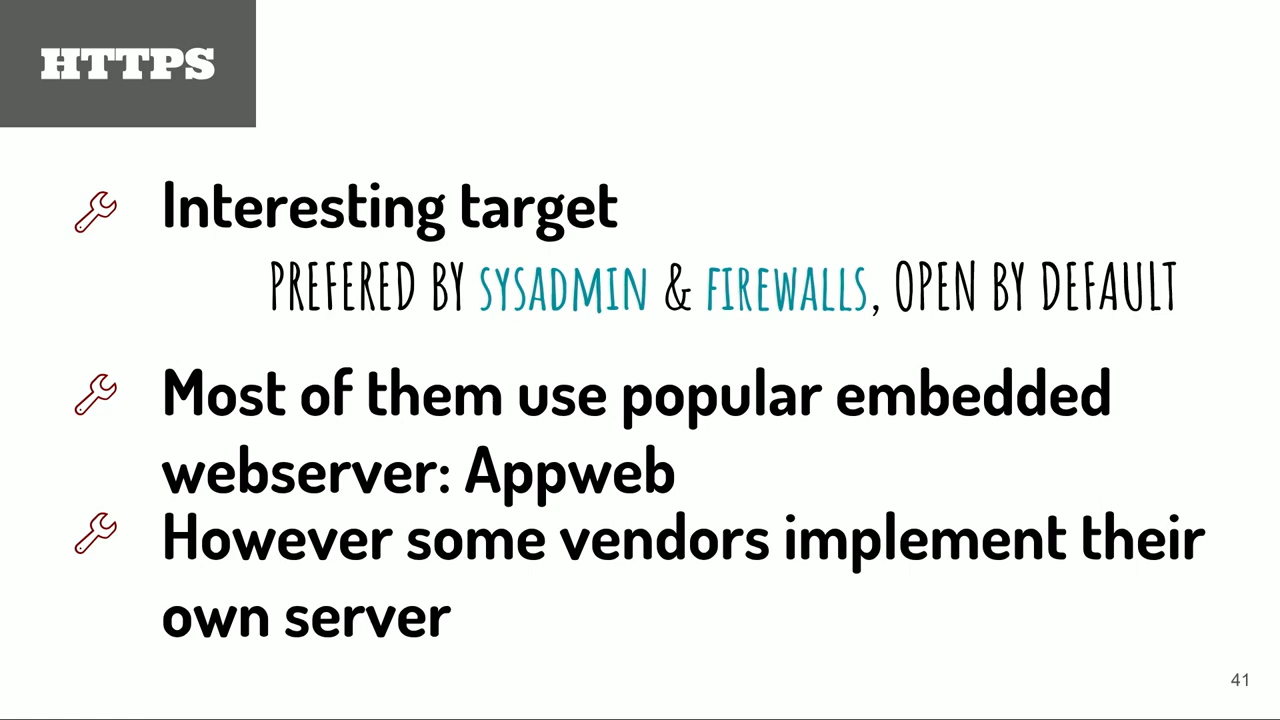 HTTPS
Interesting target
PREFERED BY SYSADMIN & FIREWALLS, OPEN BY DEFAULT
Most of them use popular embedded
webserver: Appweb
However some vendors implement their
own server
41